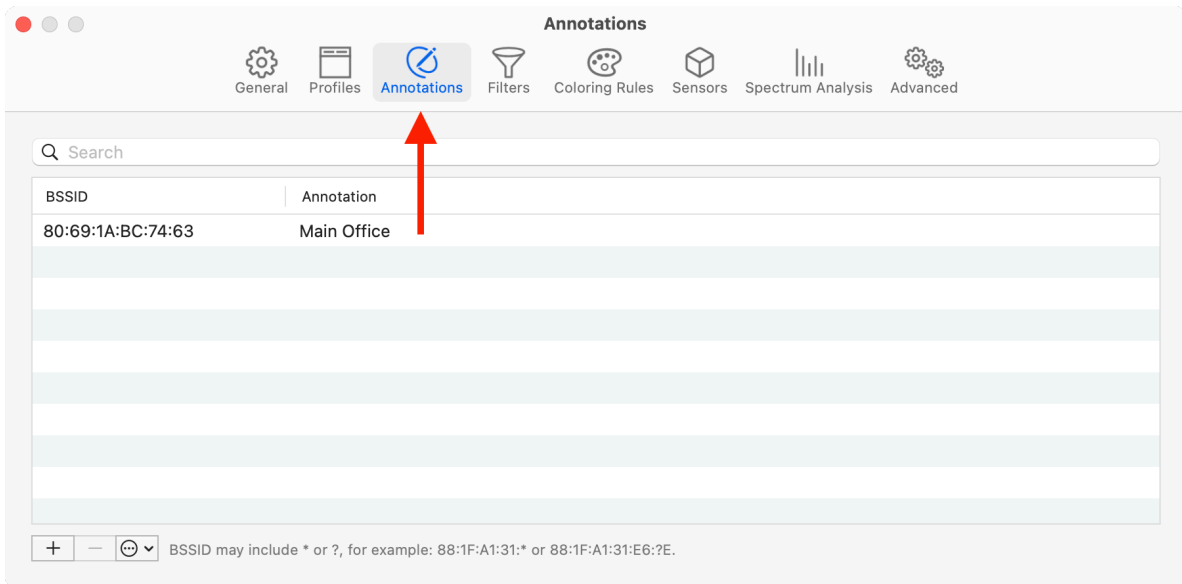 Annotations
General Profiles Annotations Filters Coloring Rules Sensors Spectrum Analysis Advanced
Search
BSSID Annotation
80:69:1A:BC:74:63 Main Office
BSSID may include * or ?, for example: 88:1F:A1:31:* or 88:1F:A1:31:E6:?E.